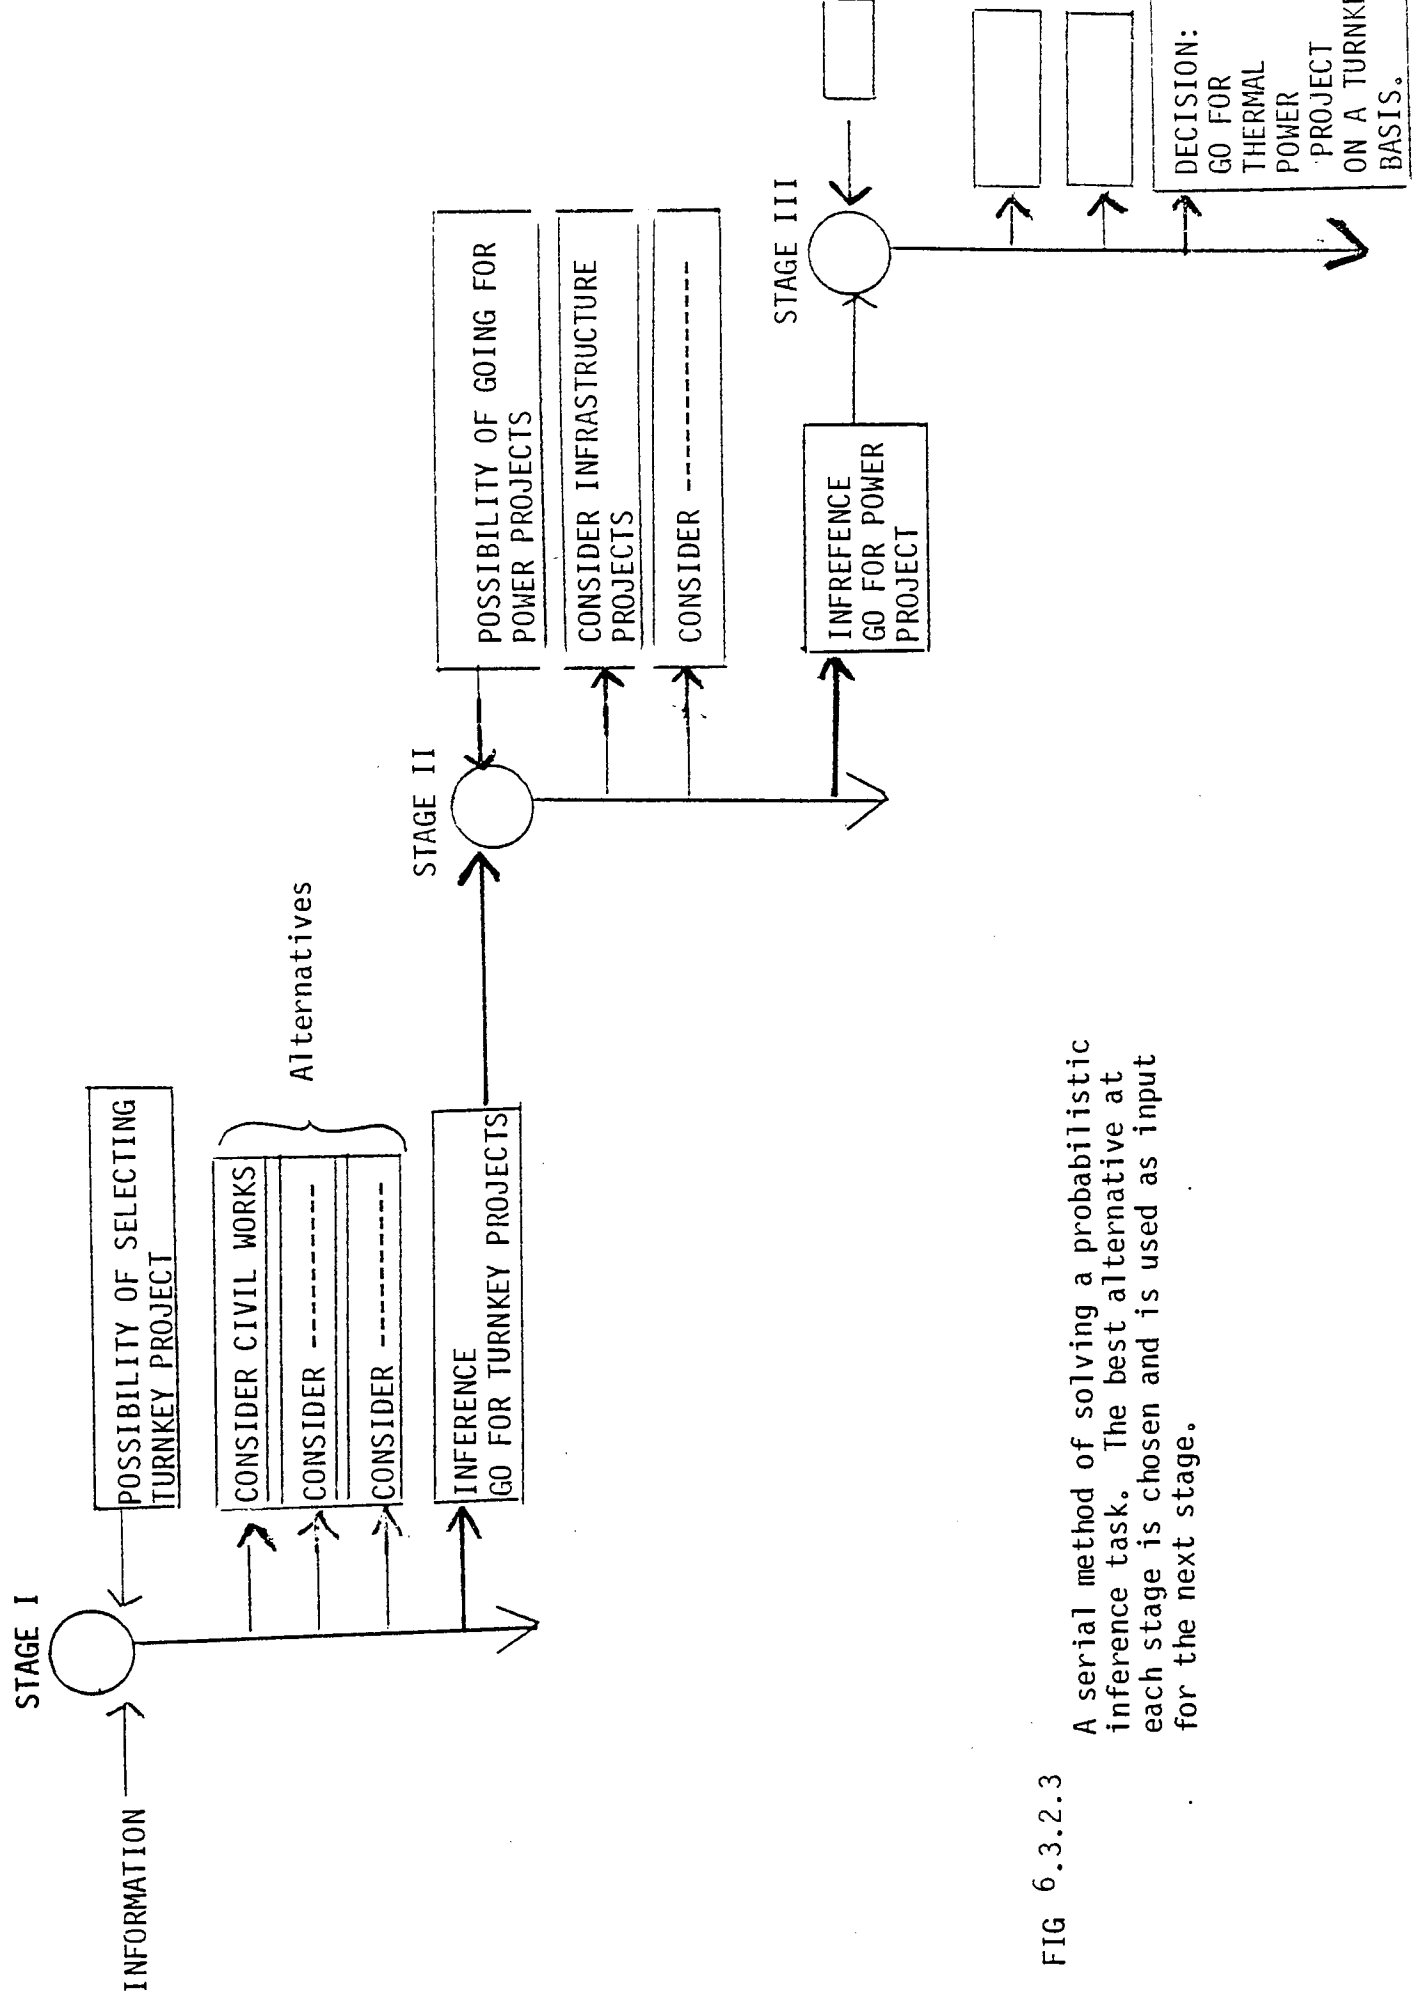 STAGE I
INFORMATION
POSSIBILITY OF SELECTING
TURNKEY PROJECT
CONSIDER CIVIL WORKS
CONSIDER ----------
CONSIDER ----------
Alternatives
INFERENCE
GO FOR TURNKEY PROJECTS
STAGE II
POSSIBILITY OF GOING FOR
POWER PROJECTS
CONSIDER INFRASTRUCTURE
PROJECTS
CONSIDER --------------
INFREFENCE
GO FOR POWER
PROJECT
STAGE III
DECISION:
GO FOR
THERMAL
POWER
PROJECT
ON A TURNKE
BASIS.
FIG 6.3.2.3
A serial method of solving a probabilistic
inference task. The best alternative at
each stage is chosen and is used as input
for the next stage.